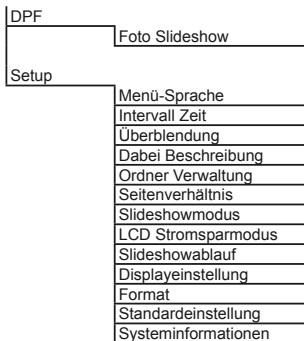 DPF
Foto Slideshow
Setup
Menü-Sprache
Intervall Zeit
Überblendung
Dabei Beschreibung
Ordner Verwaltung
Seitenverhältnis
Slideshowmodus
LCD Stromsparmodus
Slideshowablauf
Displayeinstellung
Format
Standardeinstellung
Systeminformationen